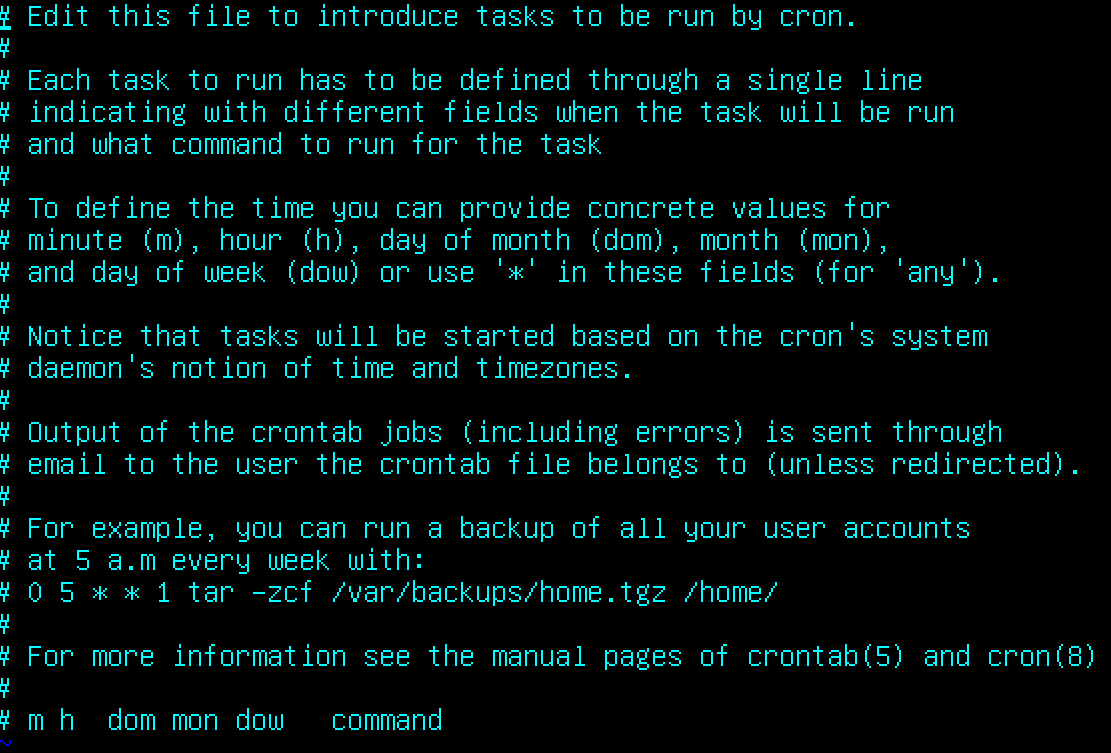 # Edit this file to introduce tasks to be run by cron.
#
# Each task to run has to be defined through a single line
# indicating with different fields when the task will be run
# and what command to run for the task
#
# To define the time you can provide concrete values for
# minute (m), hour (h), day of month (dom), month (mon),
# and day of week (dow) or use '*' in these fields (for 'any').
#
# Notice that tasks will be started based on the cron's system
# daemon's notion of time and timezones.
#
# Output of the crontab jobs (including errors) is sent through
# email to the user the crontab file belongs to (unless redirected).
#
# For example, you can run a backup of all your user accounts
# at 5 a.m every week with:
# 0 5 * * 1 tar -zcf /var/backups/home.tgz /home/
#
# For more information see the manual pages of crontab(5) and cron(8)
#
# m h  dom mon dow   command
~